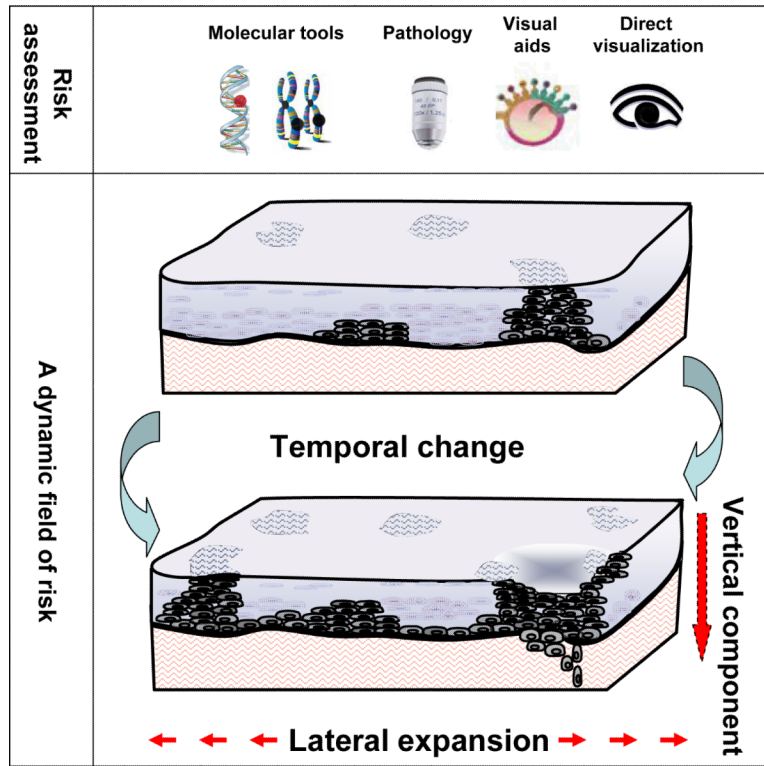 Risk
assessment
Molecular tools
Pathology
Visual
aids
Direct
visualization
A dynamic field of risk
Temporal change
Vertical component
Lateral expansion